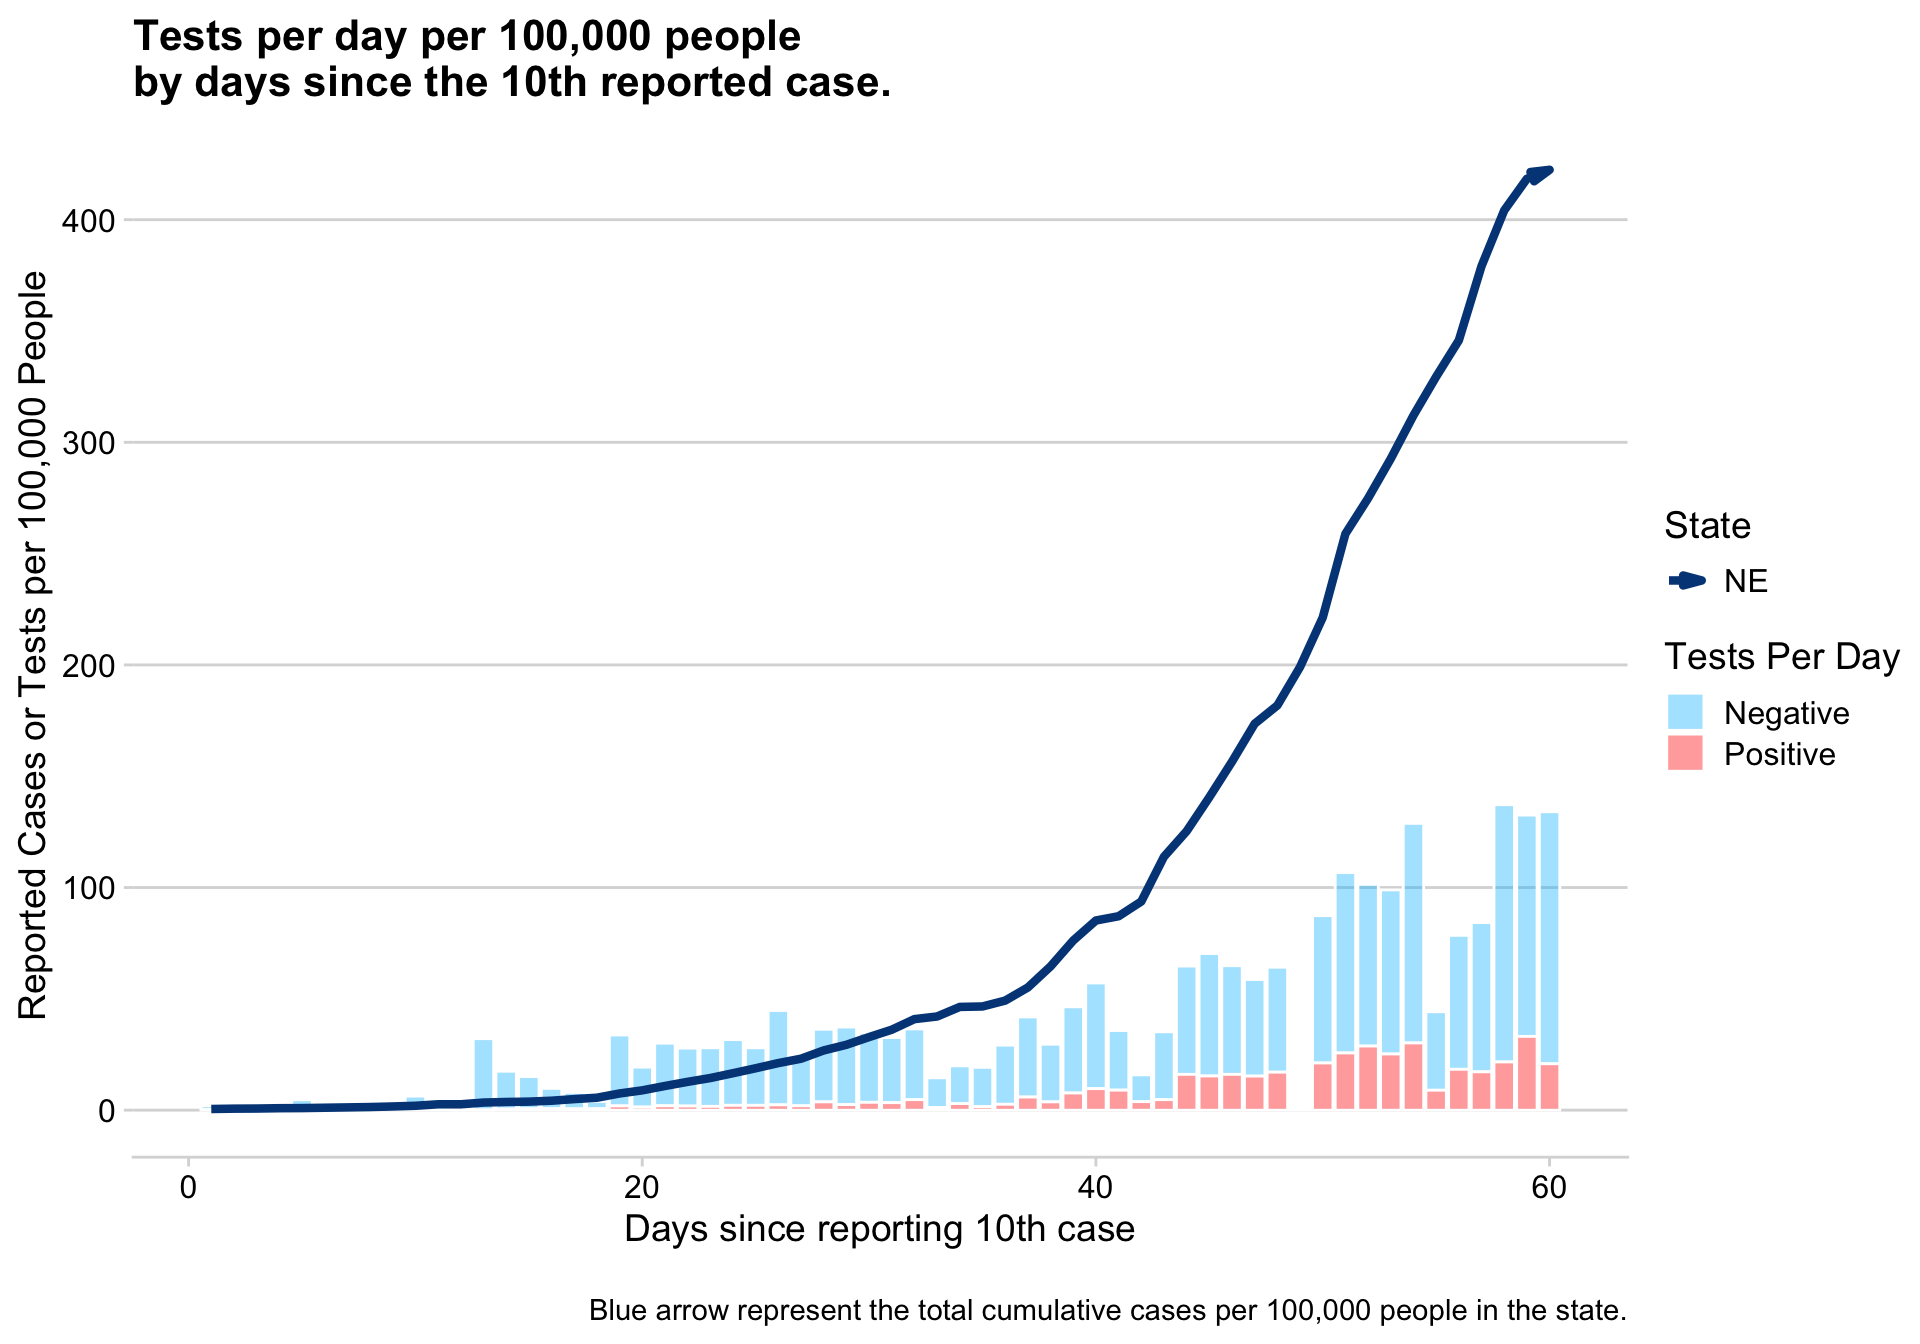 Tests per day per 100,000 people
by days since the 10th reported case.
Reported Cases or Tests per 100,000 People
400
300
200
100
0
0
20
40
60
Days since reporting 10th case
State
NE
Tests Per Day
Negative
Positive
Blue arrow represent the total cumulative cases per 100,000 people in the state.